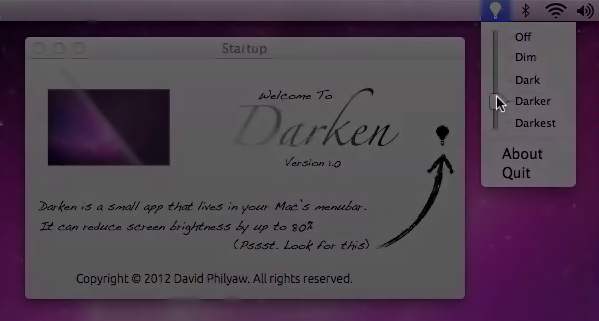 Startup
Off
Dim
Dark
Darker
Darkest
About
Quit
Welcome To
Darken
Version 1.0
Darken is a small app that lives in your Mac's menubar.
It can reduce screen brightness by up to 80%
(Pssst. Look for this)
Copyright © 2012 David Philyaw. All rights reserved.